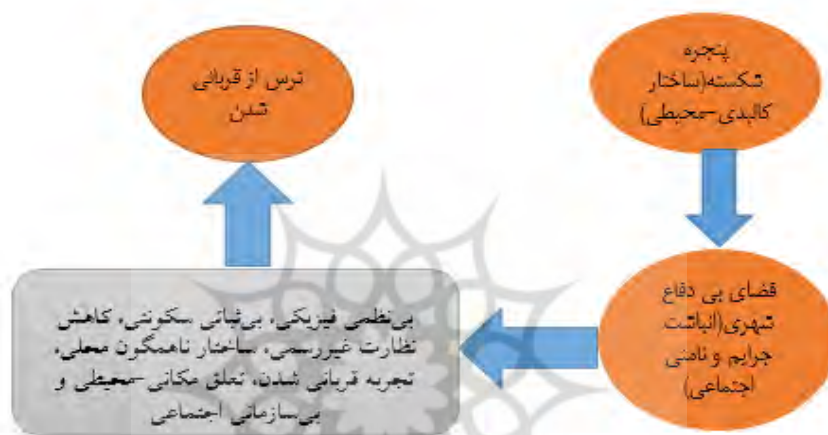 پنجره
شکسته(ساختار
کالبدی-محیطی)
فضای بی دفاع
شهری(انباشت
جرایم و ناامنی
اجتماعی)
بی‌نظمی فیزیکی، بی‌ثباتی سکونتی، کاهش
نظارت غیررسمی، ساختار ناهمگون محلی،
تجربه قربانی شدن، تعلق مکانی-محیطی و
بی‌سازمانی اجتماعی
ترس از قربانی
شدن